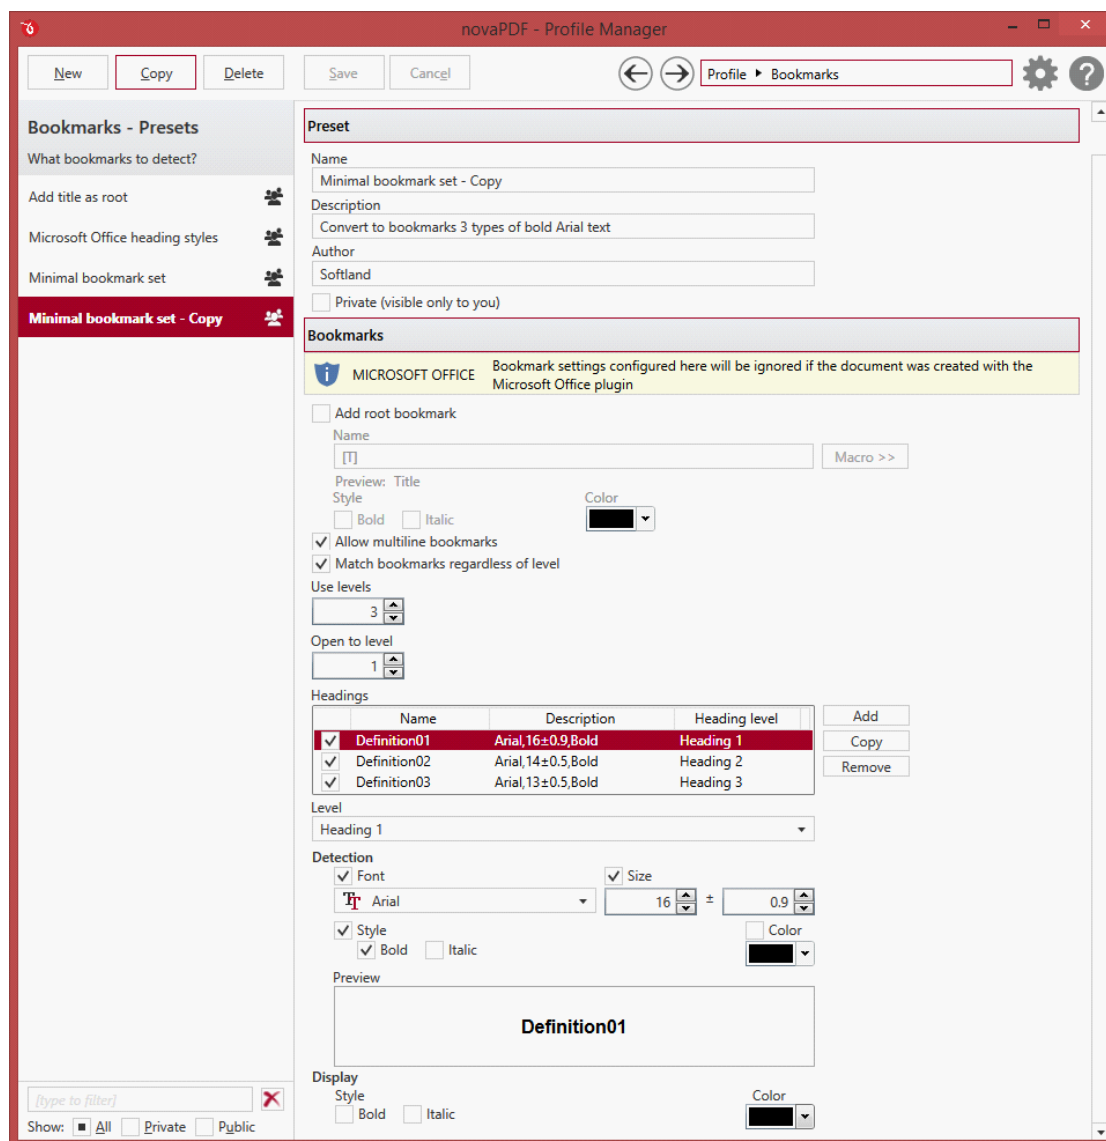 novaPDF - Profile Manager
New Copy Delete Save Cancel Profile Bookmarks
Bookmarks - Presets
What bookmarks to detect?
Add title as root
Microsoft Office heading styles
Minimal bookmark set
Minimal bookmark set - Copy
[type to filter]
Show: All Private Public
Preset
Name
Minimal bookmark set - Copy
Description
Convert to bookmarks 3 types of bold Arial text
Author
Softland
Private (visible only to you)
Bookmarks
MICROSOFT OFFICE
Bookmark settings configured here will be ignored if the document was created with the
Microsoft Office plugin
Add root bookmark
Name
[T] Macro >>
Preview: Title
Style Color
Bold Italic
Allow multiline bookmarks
Match bookmarks regardless of level
Use levels
3
Open to level
1
Headings
Name Description Heading level Add
Definition01 Arial,16±0.9,Bold Heading 1 Copy
Definition02 Arial,14±0.5,Bold Heading 2 Remove
Definition03 Arial,13±0.5,Bold Heading 3
Level
Heading 1
Detection
Font Size
Arial 16 ± 0.9
Style Color
Bold Italic
Preview
Definition01
Display
Style Color
Bold Italic